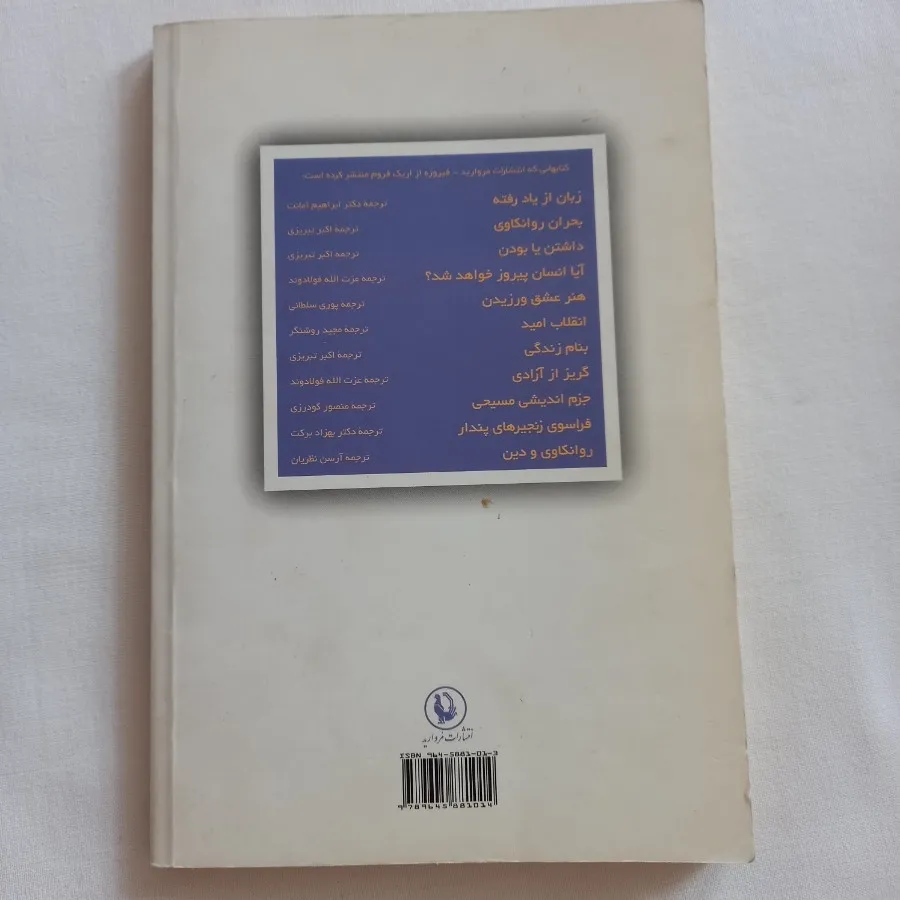 کتابهایی که انتشارات مروارید - فیروزه از اریک فروم منتشر کرده است:
زبان از یاد رفته ترجمه دکتر ابراهیم امانت
بحران روانکاوی ترجمه اکبر تبریزی
داشتن یا بودن ترجمه اکبر تبریزی
آیا انسان پیروز خواهد شد؟ ترجمه عزت الله فولادوند
هنر عشق ورزیدن ترجمه پوری سلطانی
انقلاب امید ترجمه مجید روشنگر
بنام زندگی ترجمه اکبر تبریزی
گریز از آزادی ترجمه عزت الله فولادوند
جزم اندیشی مسیحی ترجمه منصور گودرزی
فراسوی زنجیرهای پندار ترجمه دکتر بهزاد برکت
روانکاوی و دین ترجمه آرسن نظریان
انتشارات مروارید
ISBN 964-5881-01-3
9 789645 881014